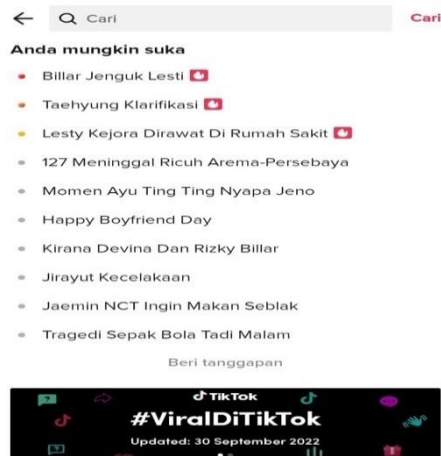 Cari
Cari
Anda mungkin suka
Billar Jenguk Lesti
Taehyung Klarifikasi
Lesty Kejora Dirawat Di Rumah Sakit
127 Meninggal Ricuh Arema-Persebaya
Momen Ayu Ting Ting Nyapa Jeno
Happy Boyfriend Day
Kirana Devina Dan Rizky Billar
Jirayut Kecelakaan
Jaemin NCT Ingin Makan Seblak
Tragedi Sepak Bola Tadi Malam
Beri tanggapan
TikTok
#ViralDiTikTok
Updated: 30 September 2022